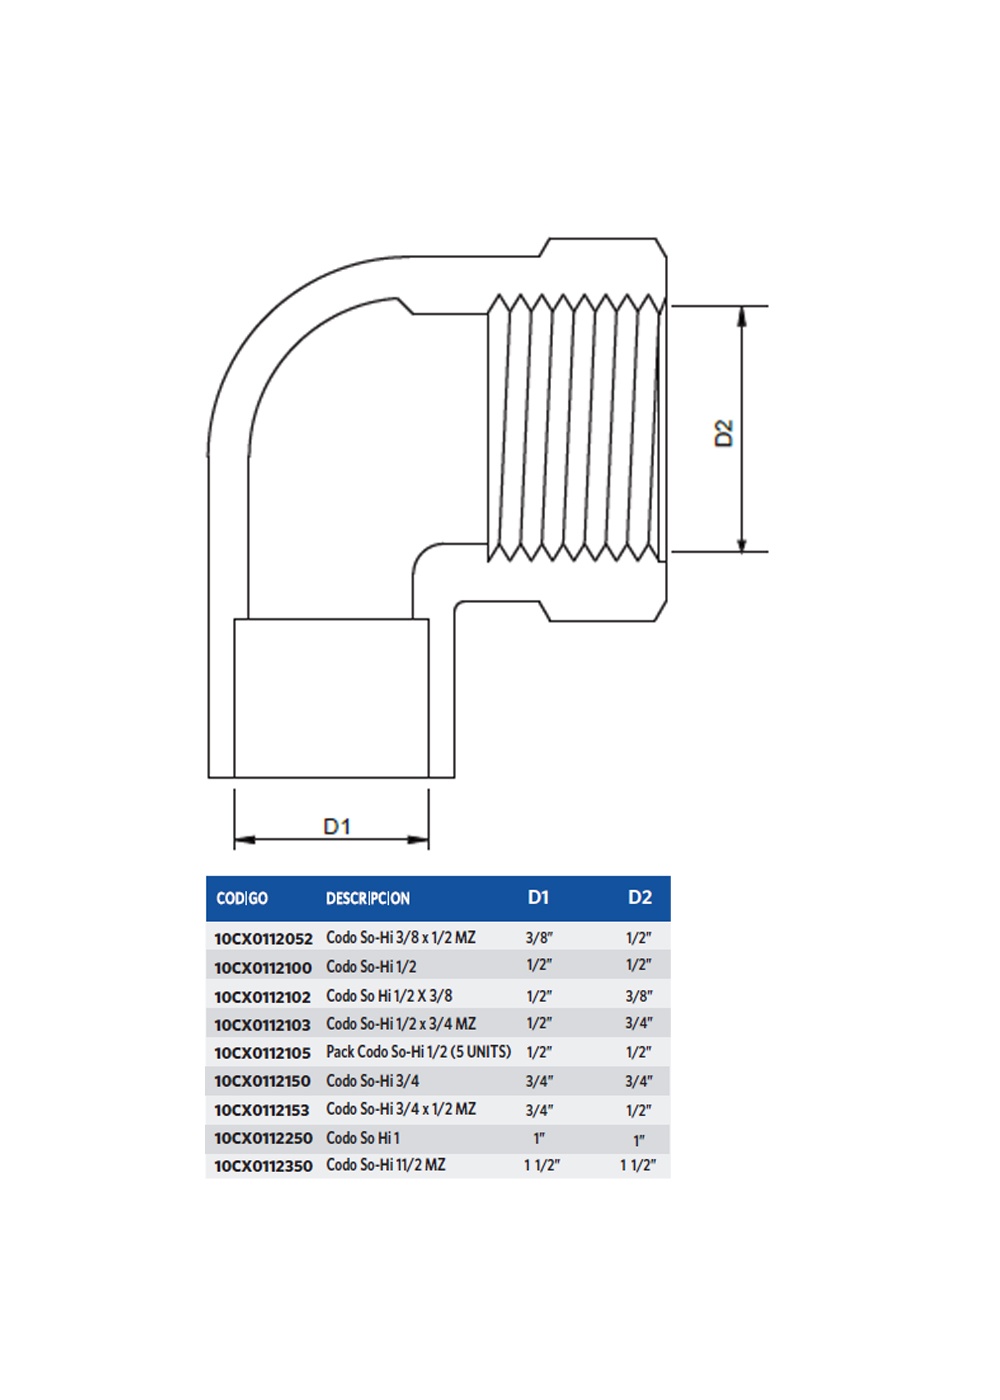 D2
D1
CODIGO DESCRIPCION D1 D2
10CX0112052 Codo So-Hi 3/8 x 1/2 MZ 3/8” 1/2”
10CX0112100 Codo So-Hi 1/2 1/2” 1/2”
10CX0112102 Codo So Hi 1/2 X 3/8 1/2” 3/8”
10CX0112103 Codo So-Hi 1/2 x 3/4 MZ 1/2” 3/4”
10CX0112105 Pack Codo So-Hi 1/2 (5 UNITS) 1/2” 1/2”
10CX0112150 Codo So-Hi 3/4 3/4” 3/4”
10CX0112153 Codo So-Hi 3/4 x 1/2 MZ 3/4” 1/2”
10CX0112250 Codo So Hi 1 1” 1”
10CX0112350 Codo So-Hi 11/2 MZ 1 1/2” 1 1/2”